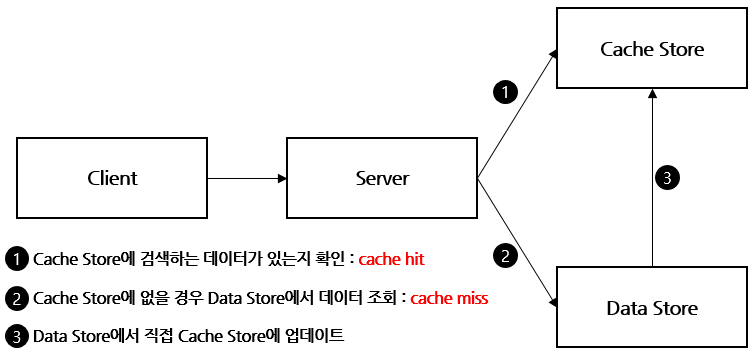 Cache Store
1
Client
Server
3
2
1 Cache Store에 검색하는 데이터가 있는지 확인 : cache hit
2 Cache Store에 없을 경우 Data Store에서 데이터 조회 : cache miss
Data Store
3 Data Store에서 직접 Cache Store에 업데이트